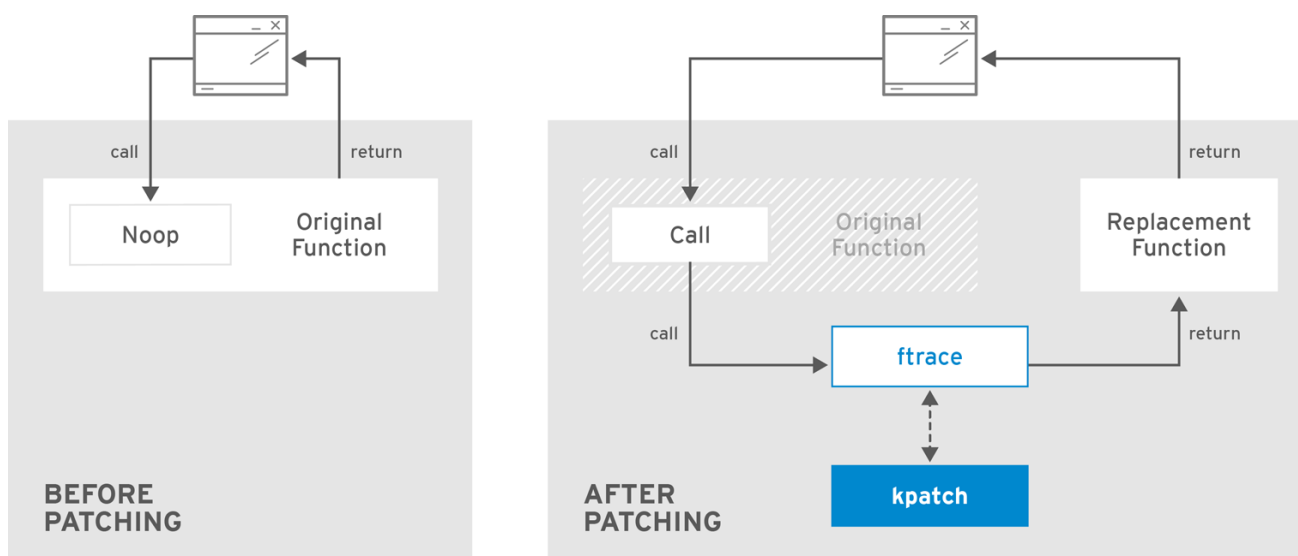 call
return
Noop
Original
Function
BEFORE
PATCHING
call
return
Call
Original
Function
Replacement
Function
call
return
ftrace
kpatch
AFTER
PATCHING